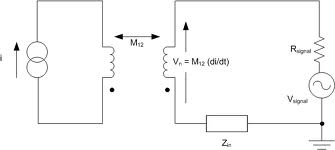 i
M12
Vn = M12 (di/dt)
Rsignal
Vsignal
Zin